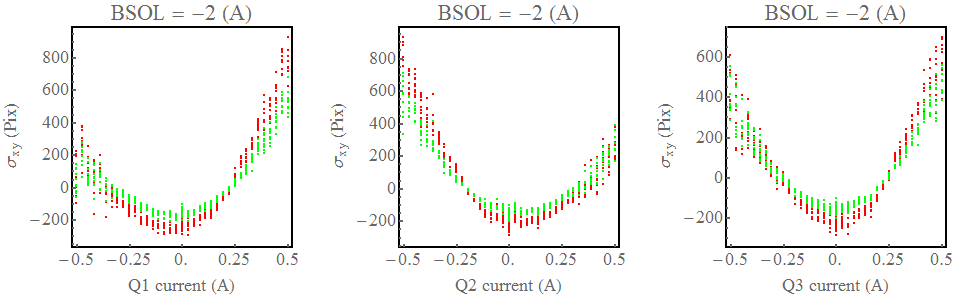 BSOL = −2 (A)
σxy (Pix)
800
600
400
200
0
−200
−0.5 −0.25 0. 0.25 0.5
Q1 current (A)
BSOL = −2 (A)
σxy (Pix)
800
600
400
200
0
−200
−0.5 −0.25 0. 0.25 0.5
Q2 current (A)
BSOL = −2 (A)
σxy (Pix)
600
400
200
0
−200
−0.5 −0.25 0. 0.25 0.5
Q3 current (A)